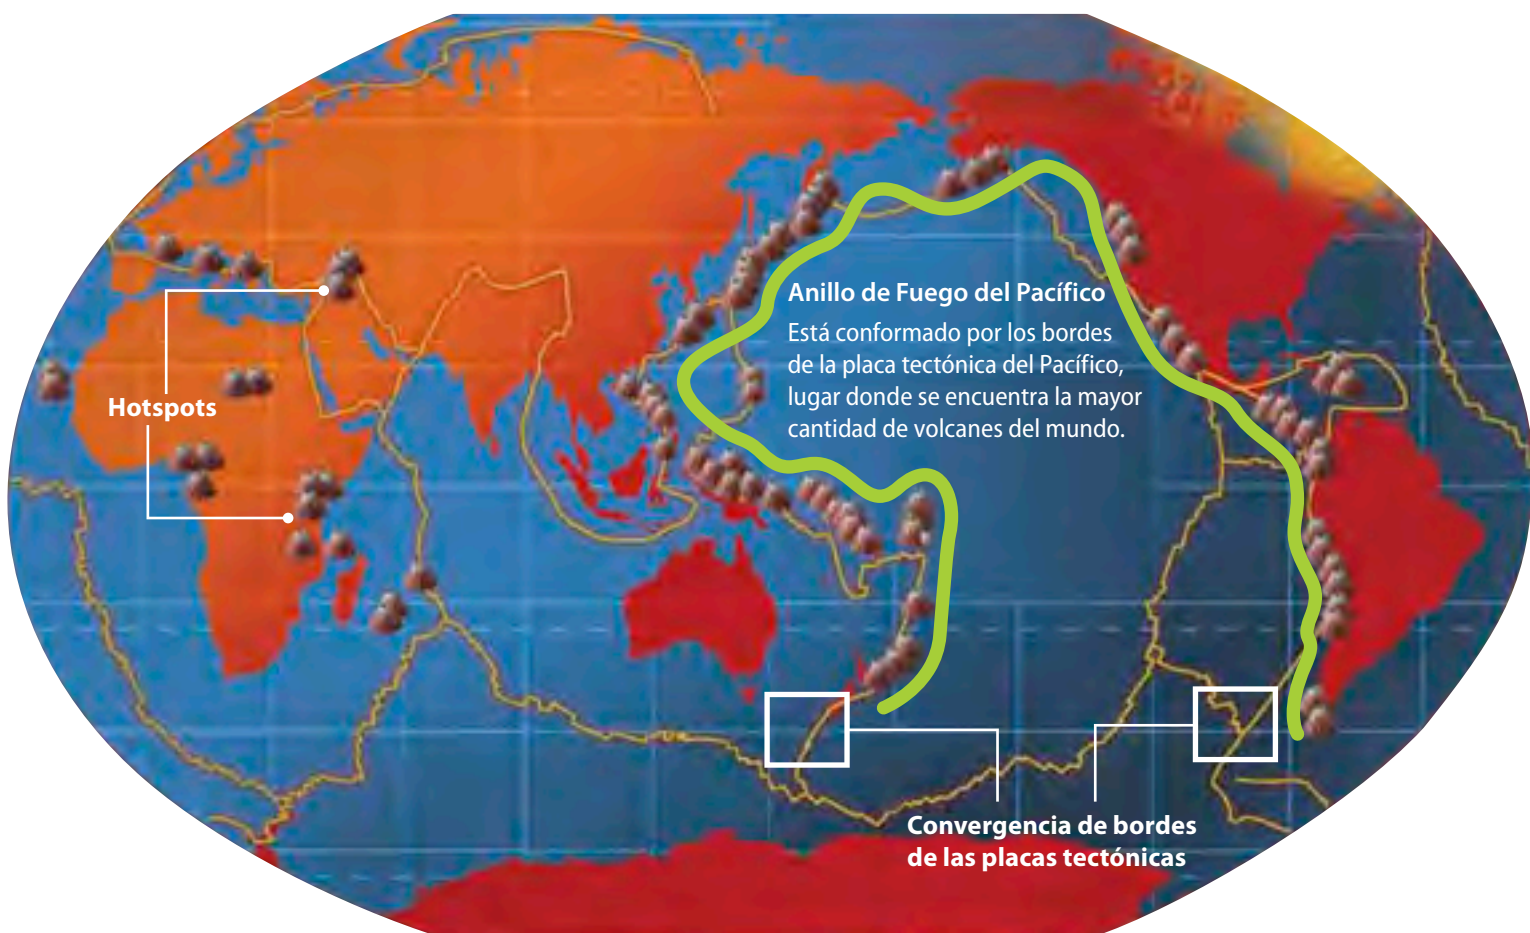 Anillo de Fuego del Pacífico
Está conformado por los bordes
de la placa tectónica del Pacífico,
lugar donde se encuentra la mayor
cantidad de volcanes del mundo.
Hotspots
Convergencia de bordes
de las placas tectónicas